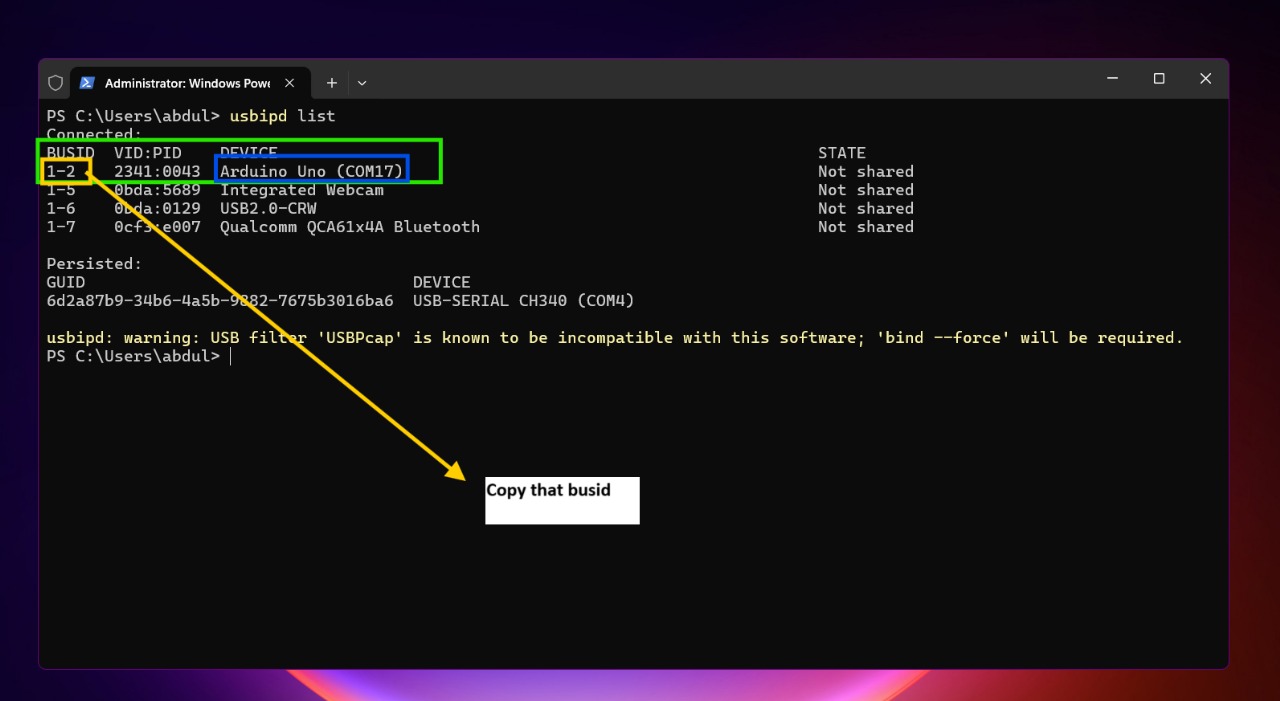 Administrator: Windows Powe
PS C:\Users\abdul> usbipd list
Connected:
BUSID VID:PID DEVICE STATE
1-2 2341:0043 Arduino Uno (COM17) Not shared
1-5 0bda:5689 Integrated Webcam Not shared
1-6 0bda:0129 USB2.0-CRW Not shared
1-7 0cf3:e007 Qualcomm QCA61x4A Bluetooth Not shared
Persisted:
GUID DEVICE
6d2a87b9-34b6-4a5b-9882-7675b3016ba6 USB-SERIAL CH340 (COM4)
usbipd: warning: USB filter 'USBPcap' is known to be incompatible with this software; 'bind --force' will be required.
PS C:\Users\abdul>
Copy that busid